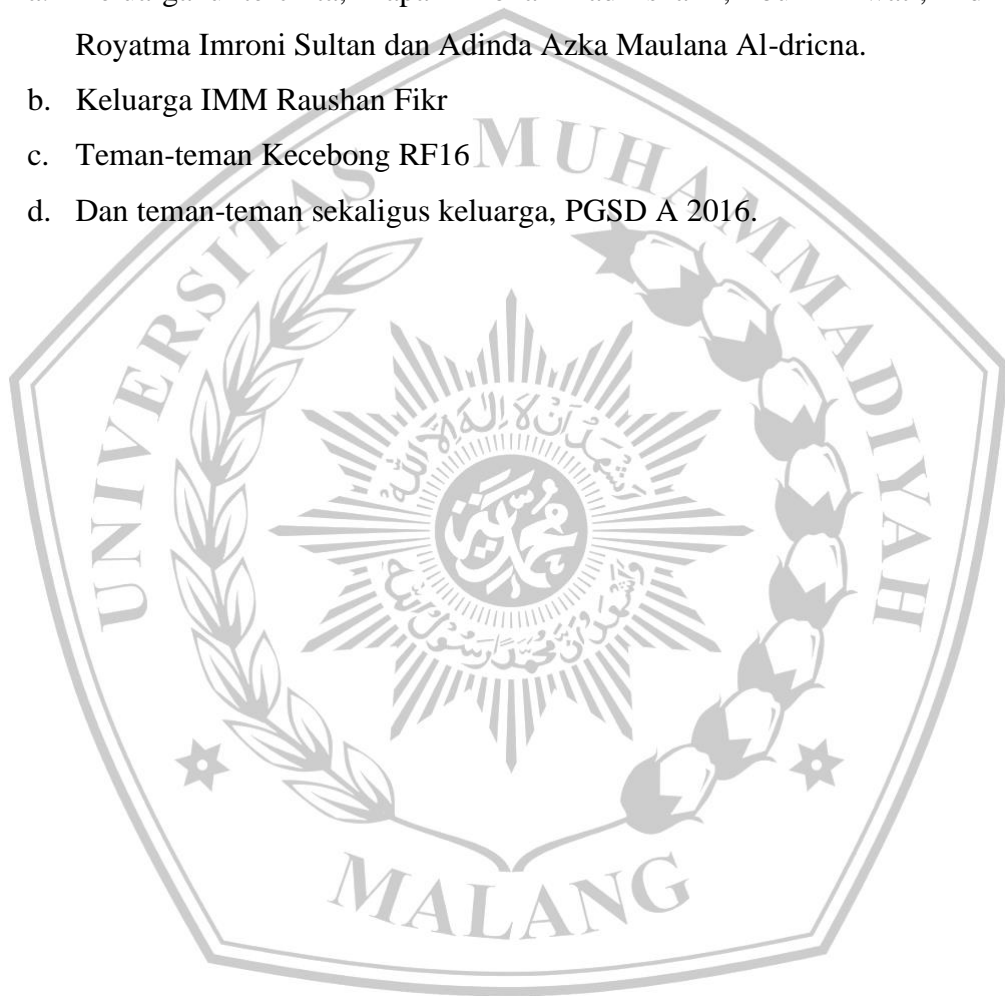 Royatma Imroni Sultan dan Adinda Azka Maulana Al-dricna.
b. Keluarga IMM Raushan Fikr
c. Teman-teman Kecebong RF16
d. Dan teman-teman sekaligus keluarga, PGSD A 2016.
UNIVERSITAS MUHAMMADIYAH
MALANG